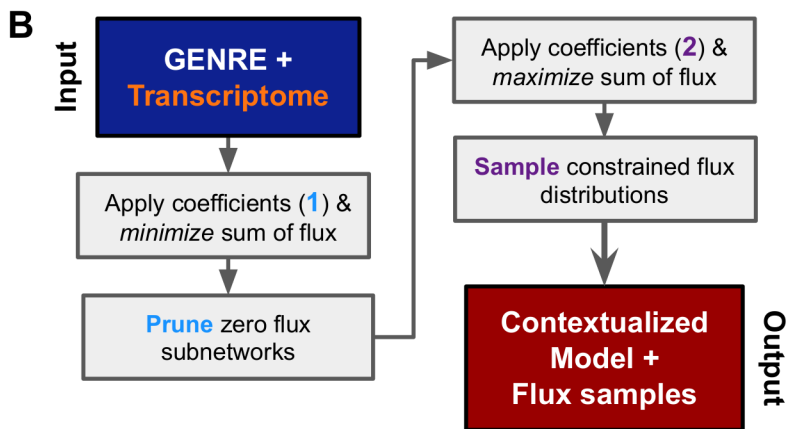 B
Input
GENRE +
Transcriptome
Apply coefficients (1) &
minimize sum of flux
Prune zero flux
subnetworks
Apply coefficients (2) &
maximize sum of flux
Sample constrained flux
distributions
Contextualized
Model +
Flux samples
Output